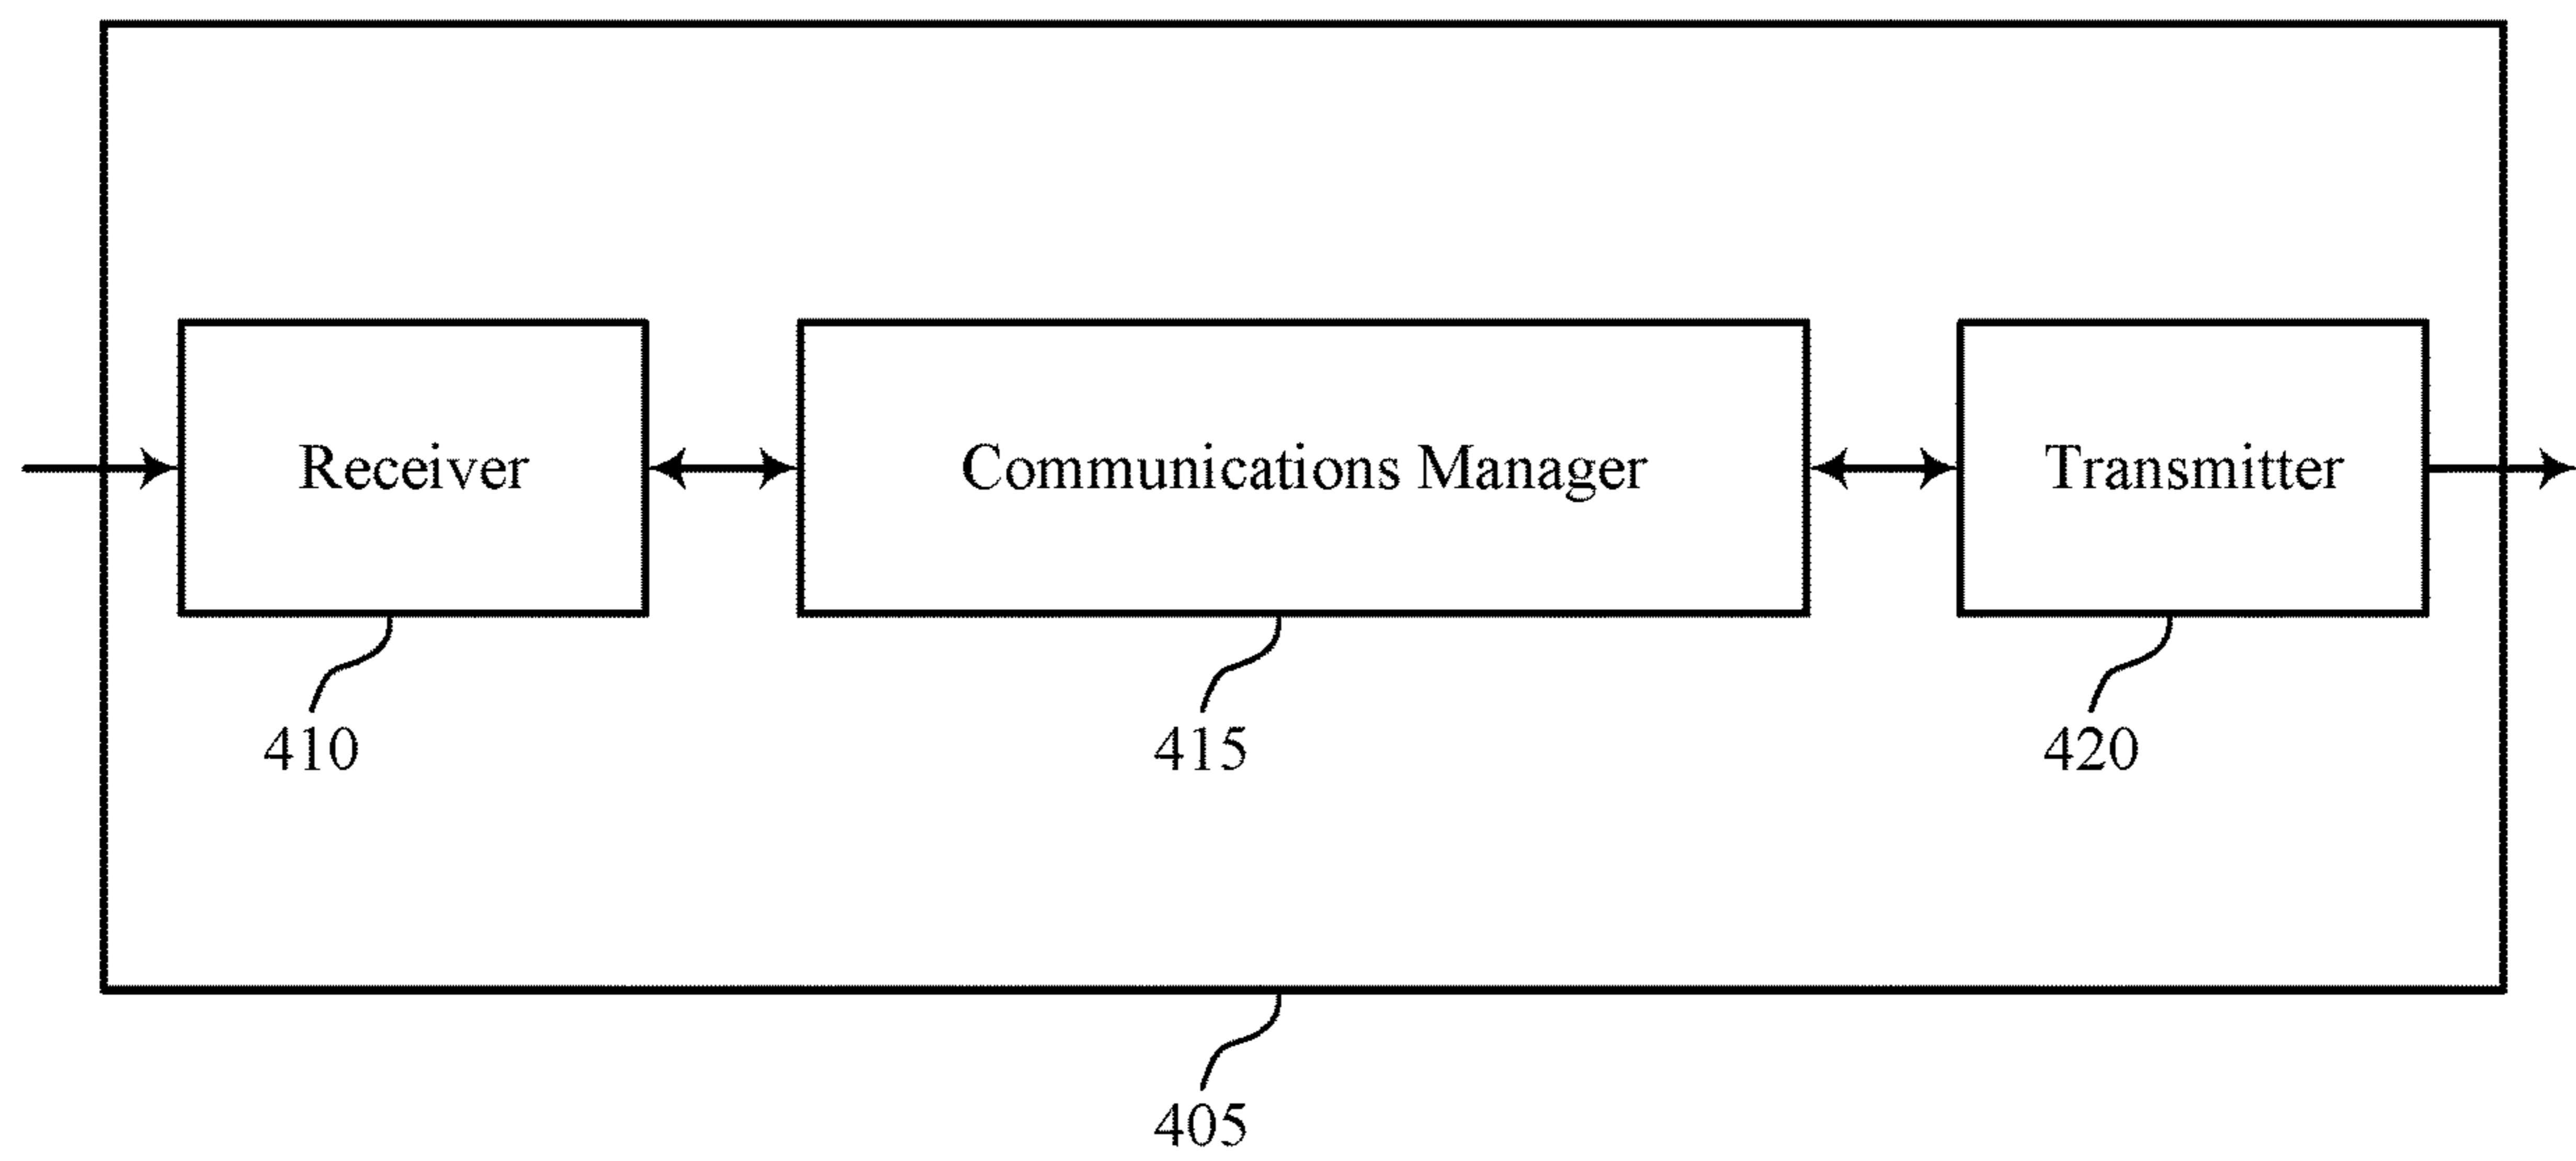 Receiver
Communications Manager
Transmitter
410
415
420
405